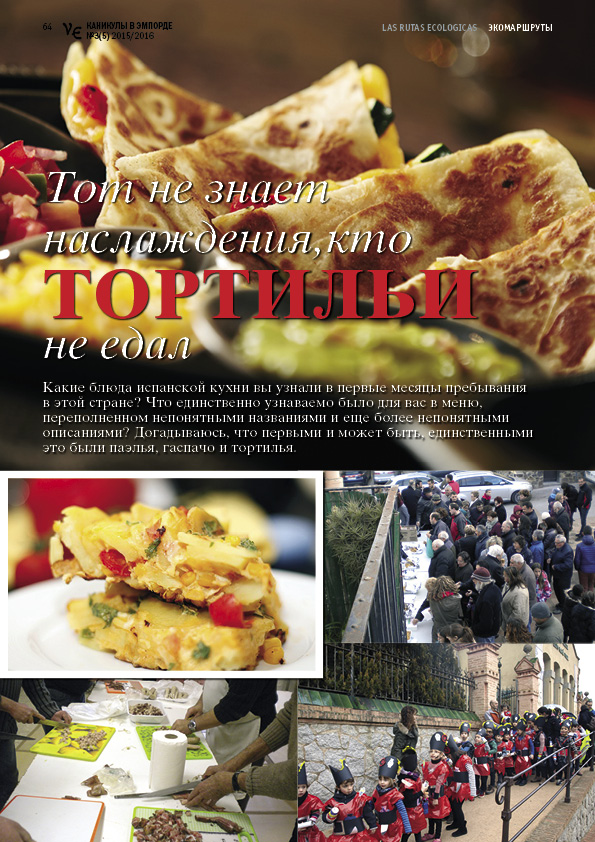 64
VE
КАНИКУЛЫ В ЭМПОРДЕ
№3(5) 2015/2016
LAS RUTAS ECOLOGICAS ЭКОМАРШРУТЫ
Тот не знает
наслаждения,кто
ТОРТИЛЬИ
не едал
Какие блюда испанской кухни вы узнали в первые месяцы пребывания
в этой стране? Что единственно узнаваемо было для вас в меню,
переполненном непонятными названиями и еще более непонятными
описаниями? Догадываюсь, что первыми и может быть, единственными
это были паэлья, гаспачо и тортилья.